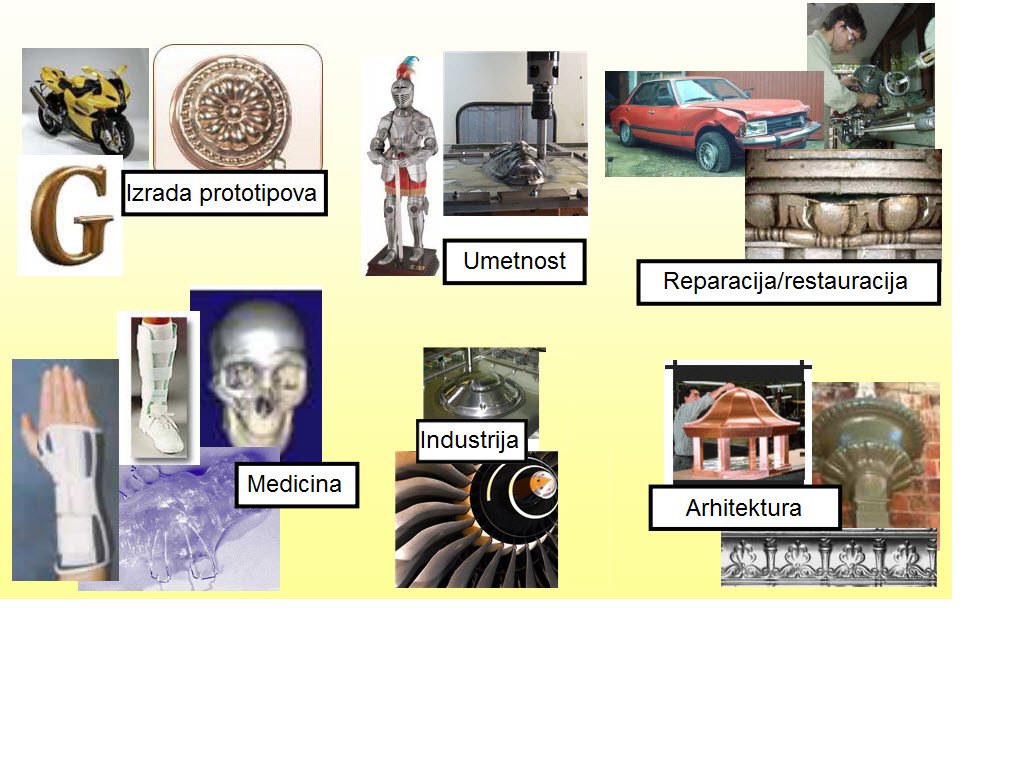 G
Izrada prototipova
Umetnost
Reparacija/restauracija
Medicina
Industrija
Arhitektura